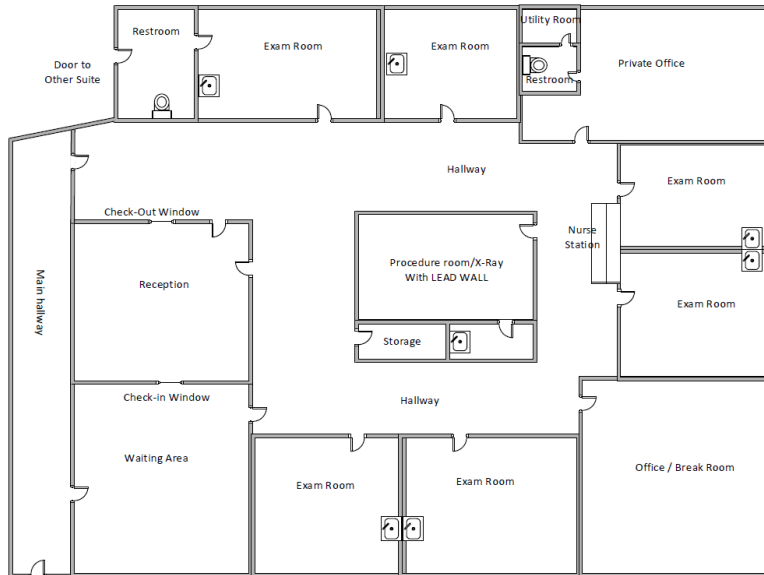 Utility Room
Restroom
Exam Room
Exam Room
Door to
Other Suite
Private Office
Restroom
Hallway
Exam Room
Check-Out Window
Nurse
Station
Procedure room/X-Ray
With LEAD WALL
Main hallway
Reception
Exam Room
Storage
Check-in Window
Hallway
Waiting Area
Office / Break Room
Exam Room
Exam Room